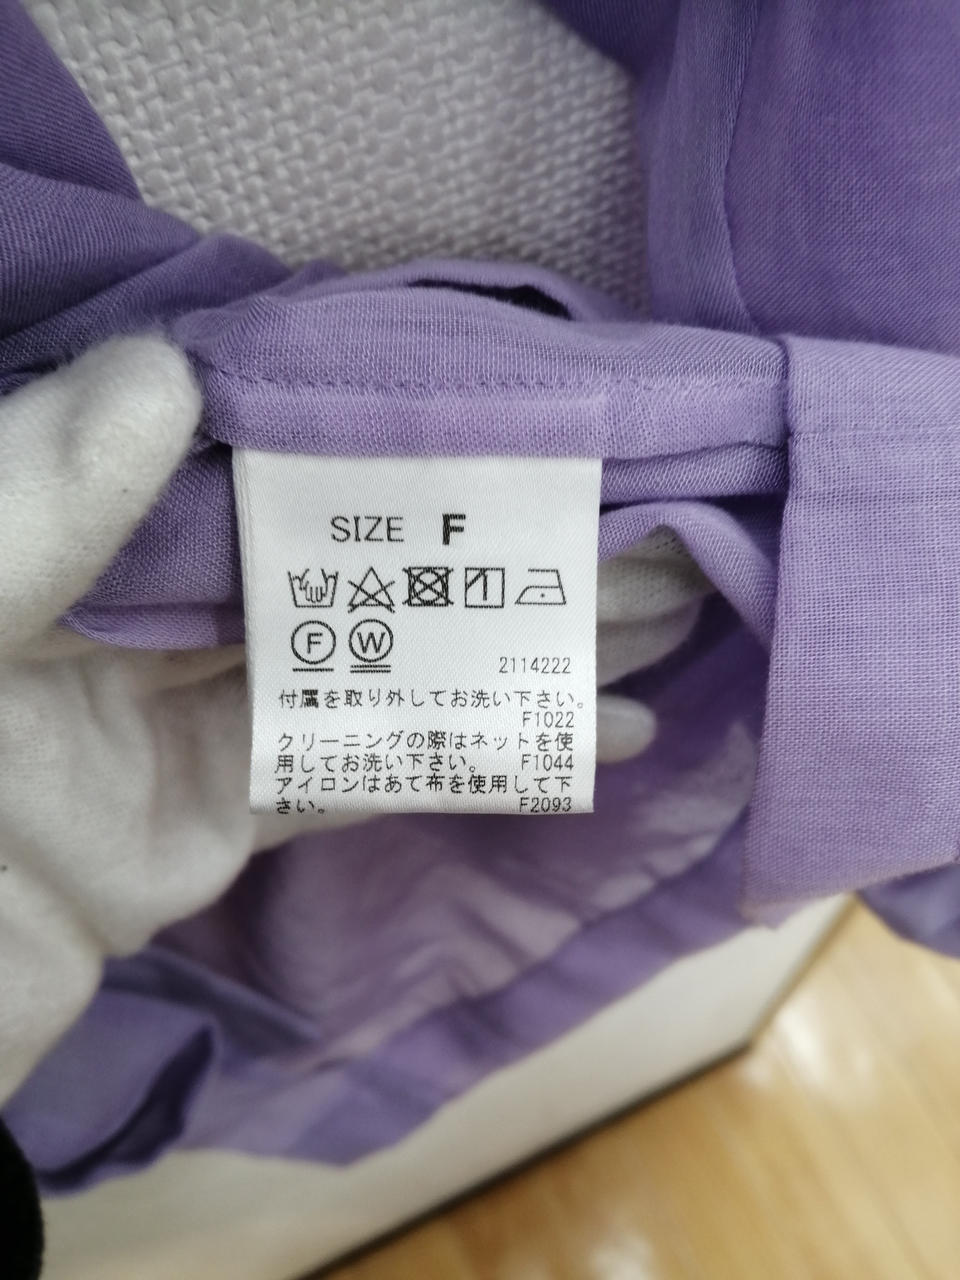 SIZE F
F W
2114222
付属を取り外してお洗い下さい。
F1022
クリーニングの際はネットを使
用してお洗い下さい。 F1044
アイロンはあて布を使用して下
さい。 F2093